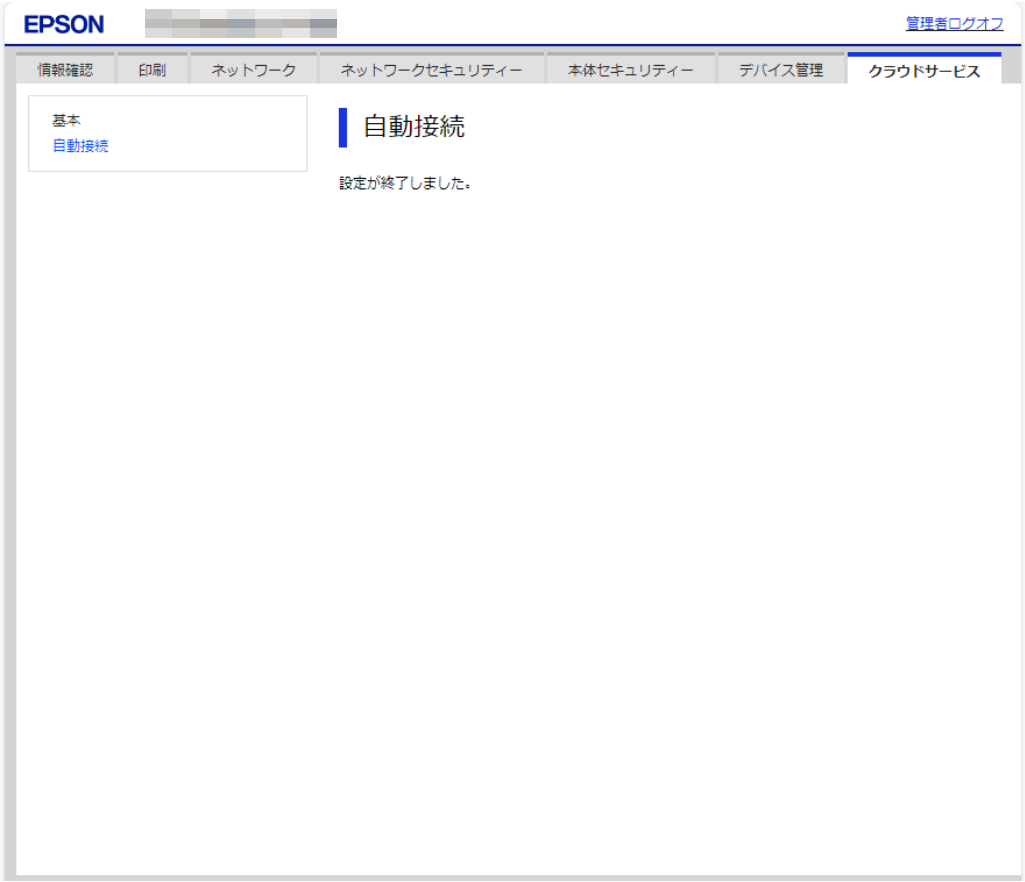 EPSON
管理者ログオフ
情報確認 印刷 ネットワーク ネットワークセキュリティー 本体セキュリティー デバイス管理 クラウドサービス
基本
自動接続
自動接続
設定が終了しました。